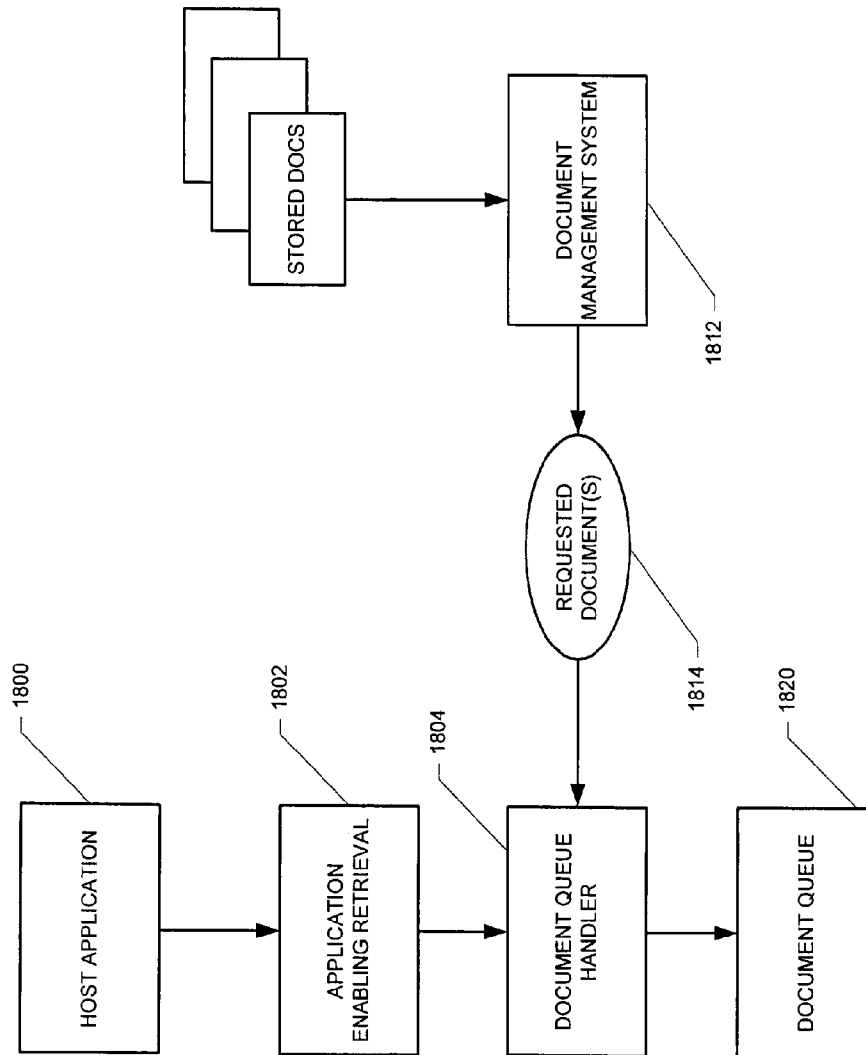 HOST APPLICATION
1800
APPLICATION
ENABLING RETRIEVAL
1802
DOCUMENT QUEUE
HANDLER
1804
DOCUMENT QUEUE
1820
REQUESTED
DOCUMENT(S)
1814
STORED DOCS
DOCUMENT
MANAGEMENT SYSTEM
1812